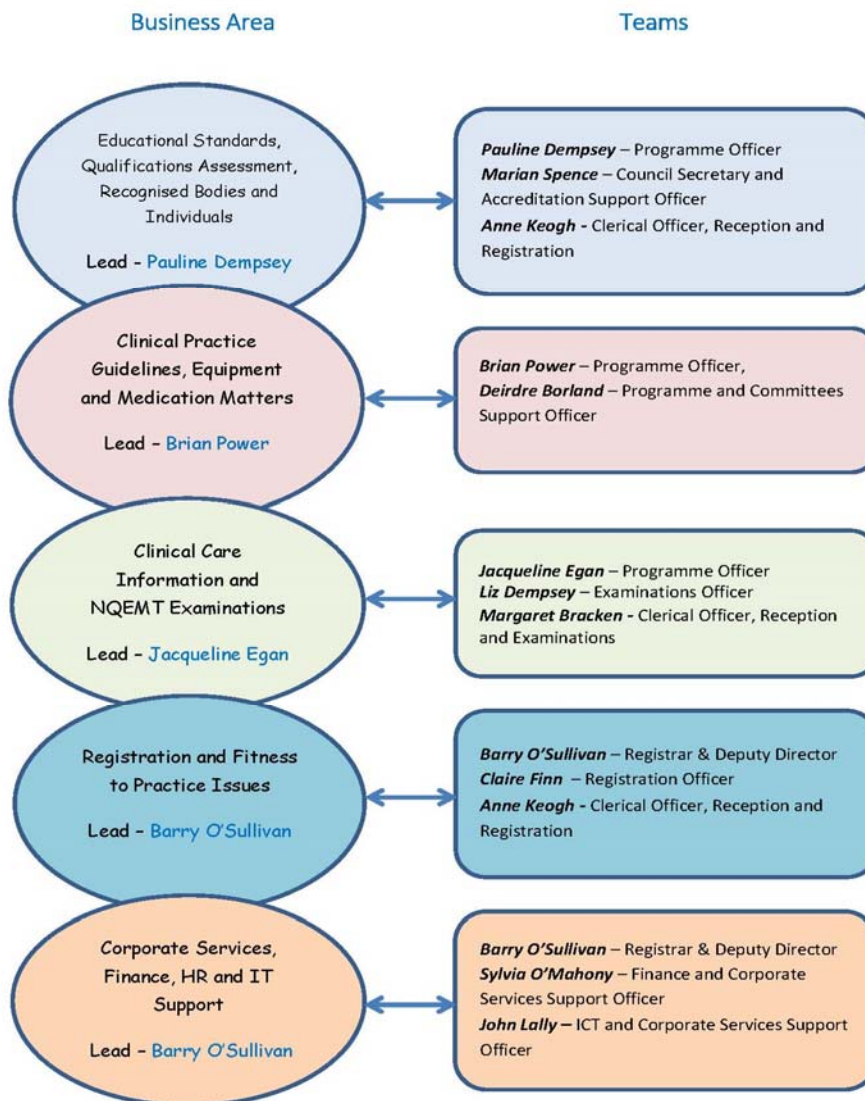 Business Area
Teams
Educational Standards,
Qualifications Assessment,
Recognised Bodies and
Individuals
Lead - Pauline Dempsey
Pauline Dempsey – Programme Officer
Marian Spence – Council Secretary and
Accreditation Support Officer
Anne Keogh - Clerical Officer, Reception and
Registration
Clinical Practice
Guidelines, Equipment
and Medication Matters
Lead – Brian Power
Brian Power – Programme Officer,
Deirdre Borland – Programme and Committees
Support Officer
Clinical Care
Information and
NQEMT Examinations
Lead – Jacqueline Egan
Jacqueline Egan – Programme Officer
Liz Dempsey – Examinations Officer
Margaret Bracken - Clerical Officer, Reception
and Examinations
Registration and Fitness
to Practice Issues
Lead – Barry O’Sullivan
Barry O’Sullivan – Registrar & Deputy Director
Claire Finn – Registration Officer
Anne Keogh - Clerical Officer, Reception and
Registration
Corporate Services,
Finance, HR and IT
Support
Lead – Barry O’Sullivan
Barry O’Sullivan – Registrar & Deputy Director
Sylvia O’Mahony – Finance and Corporate
Services Support Officer
John Lally – ICT and Corporate Services Support
Officer